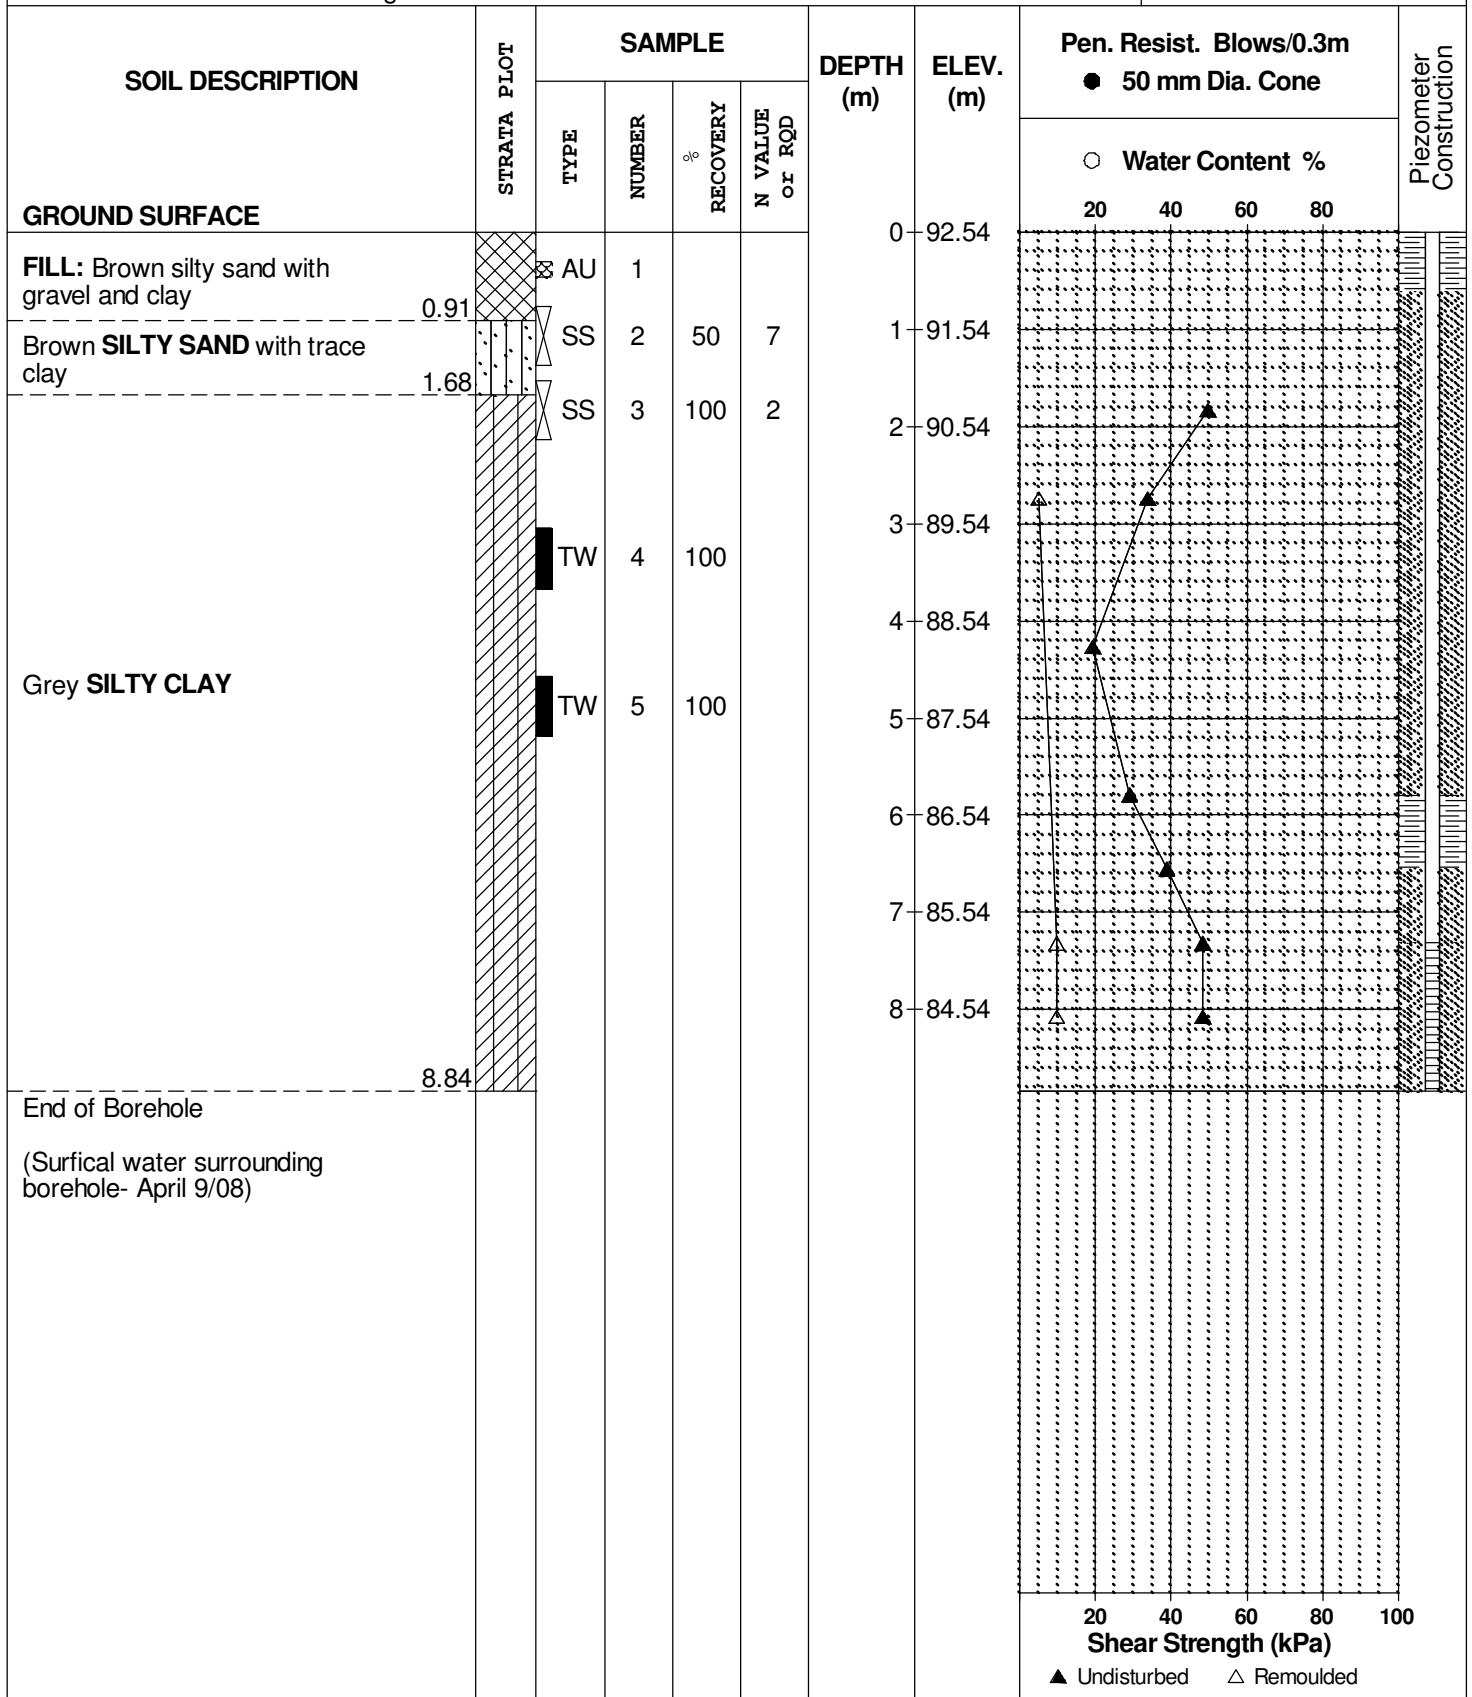 SOIL DESCRIPTION
STRATA PLOT
SAMPLE
TYPE
NUMBER
%
RECOVERY
N VALUE
or RQD
DEPTH
(m)
ELEV.
(m)
Pen. Resist. Blows/0.3m
● 50 mm Dia. Cone
○ Water Content %
Piezometer
Construction
GROUND SURFACE
20 40 60 80
0 92.54
FILL: Brown silty sand with
gravel and clay
0.91
AU 1
Brown SILTY SAND with trace
clay
1.68
SS 2 50 7
1 91.54
SS 3 100 2
2 90.54
3 89.54
TW 4 100
4 88.54
Grey SILTY CLAY
TW 5 100
5 87.54
6 86.54
7 85.54
8 84.54
8.84
End of Borehole
(Surfical water surrounding
borehole- April 9/08)
20 40 60 80 100
Shear Strength (kPa)
▲ Undisturbed △ Remoulded